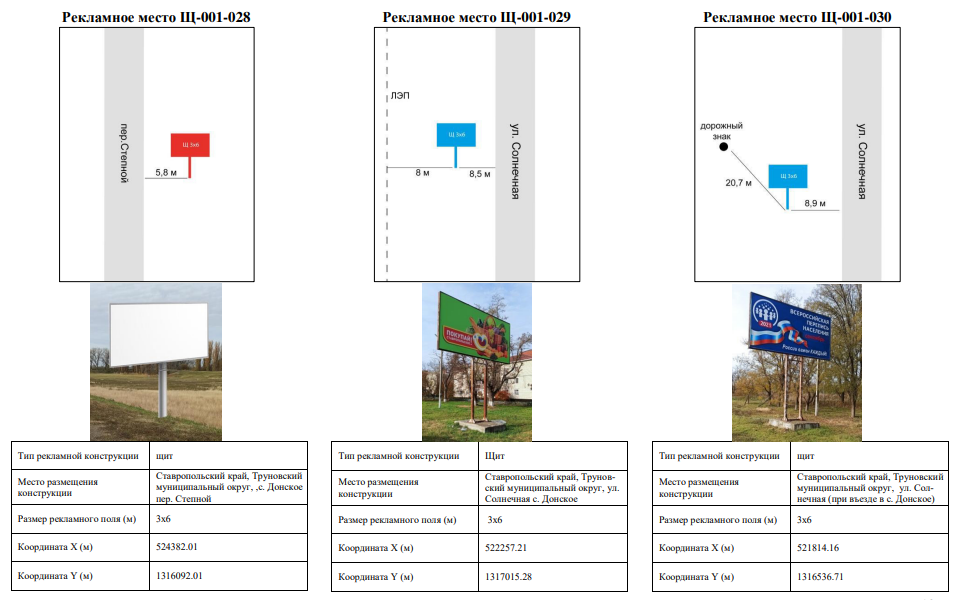 Рекламное место Щ-001-028
пер.Степной
Щ 3х6
5,8 м
Тип рекламной конструкции
щит
Место размещения
конструкции
Ставропольский край, Труновский
муниципальный округ, ,с. Донское
пер. Степной
Размер рекламного поля (м)
3х6
Координата X (м)
524382.01
Координата Y (м)
1316092.01
Рекламное место Щ-001-029
ЛЭП
Щ 3х6
ул. Солнечная
8 м
8,5 м
ПОКУПАЙ
Тип рекламной конструкции
Щит
Место размещения
конструкции
Ставропольский край, Трунов-
ский муниципальный округ, ул.
Солнечная с. Донское
Размер рекламного поля (м)
3х6
Координата X (м)
522257.21
Координата Y (м)
1317015.28
Рекламное место Щ-001-030
дорожный
знак
ул. Солнечная
Щ 3х6
20,7 м
8,9 м
ВСЕРОССИЙСКАЯ
ПЕРЕПИСЬ
НАСЕЛЕНИЯ
Тип рекламной конструкции
щит
Место размещения
конструкции
Ставропольский край, Труновский
муниципальный округ, ул. Сол-
нечная (при въезде в с. Донское)
Размер рекламного поля (м)
3х6
Координата X (м)
521814.16
Координата Y (м)
1316536.71